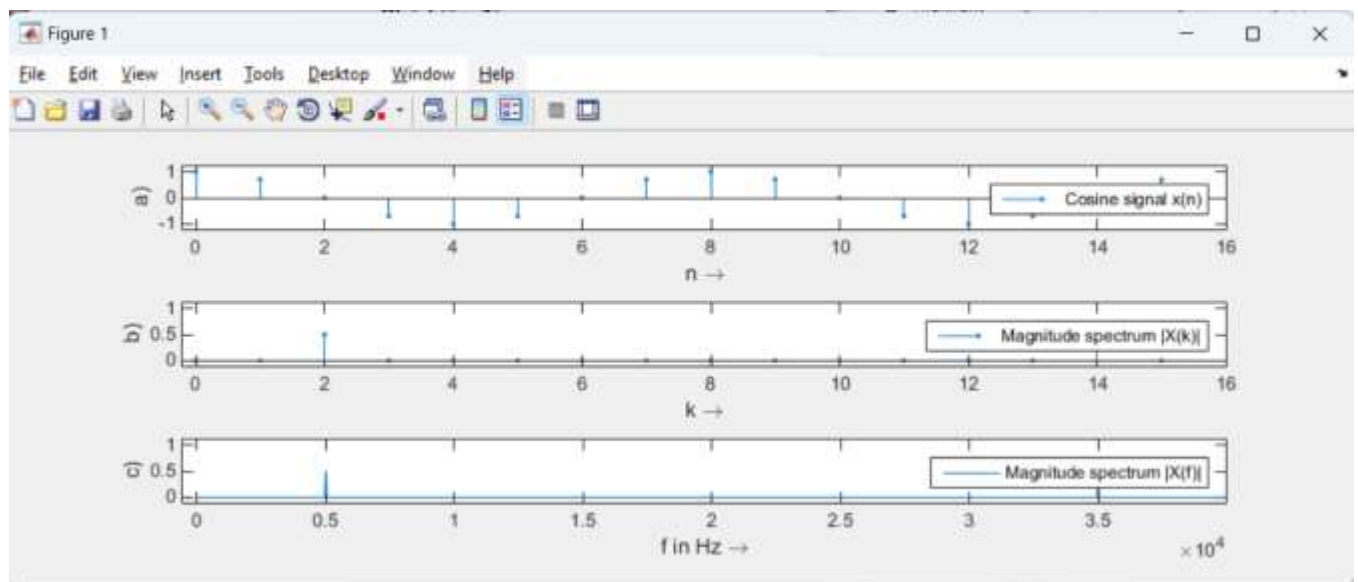 Figure 1
File Edit View Insert Tools Desktop Window Help
a)
1
0
-1
Cosine signal x(n)
0 2 4 6 8 10 12 14 16
n →
b)
1
0.5
0
Magnitude spectrum |X(k)|
0 2 4 6 8 10 12 14 16
k →
c)
1
0.5
0
Magnitude spectrum |X(f)|
0 0.5 1 1.5 2 2.5 3 3.5
f in Hz →
× 10⁴